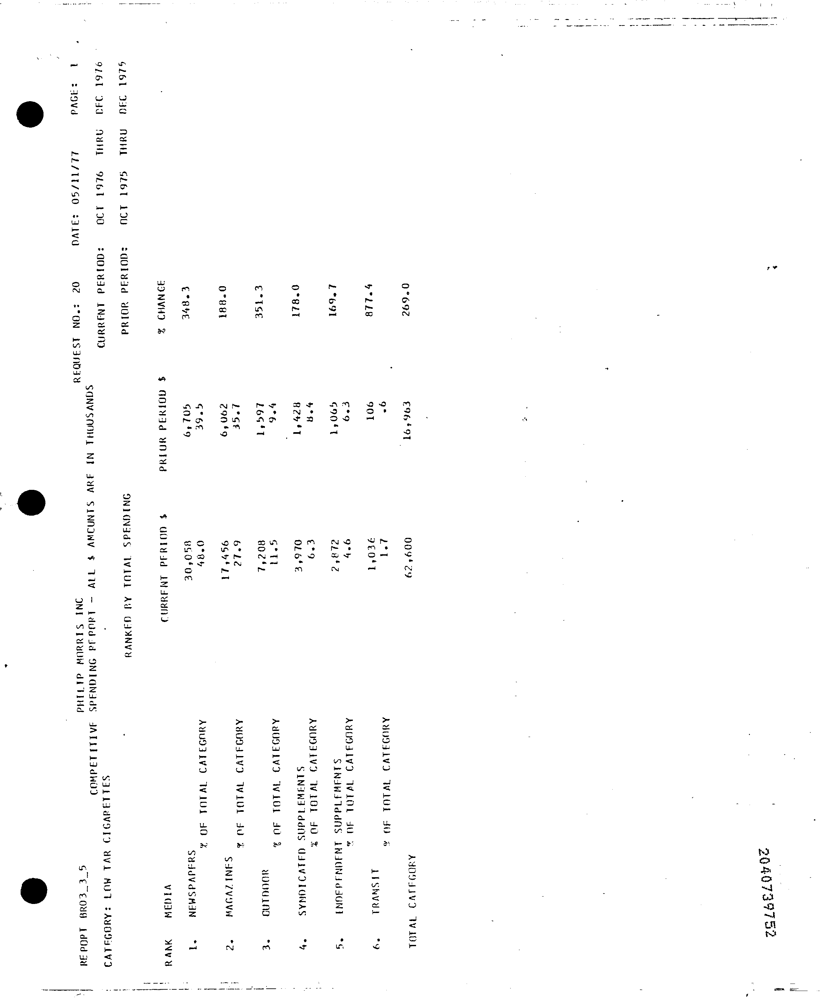 REPORT BR03_3_5 PHILIP MORRIS INC REQUEST NO.: 20 DATE: 05/11/77 PAGE: 1
COMPETITIVE SPENDING REPORT - ALL $ AMOUNTS ARE IN THOUSANDS
CATEGORY: LOW TAR CIGARETTES CURRENT PERIOD: OCT 1976 THRU DEC 1976
RANKED BY TOTAL SPENDING PRIOR PERIOD: OCT 1975 THRU DEC 1975
RANK MEDIA CURRENT PERIOD $ PRIOR PERIOD $ % CHANGE
1. NEWSPAPERS 30,058 6,705 348.3
% OF TOTAL CATEGORY 48.0 39.5
2. MAGAZINES 17,456 6,062 188.0
% OF TOTAL CATEGORY 27.9 35.7
3. OUTDOOR 7,208 1,597 351.3
% OF TOTAL CATEGORY 11.5 9.4
4. SYNDICATED SUPPLEMENTS 3,970 1,428 178.0
% OF TOTAL CATEGORY 6.3 8.4
5. INDEPENDENT SUPPLEMENTS 2,872 1,065 169.7
% OF TOTAL CATEGORY 4.6 6.3
6. TRANSIT 1,036 106 877.4
% OF TOTAL CATEGORY 1.7 .6
TOTAL CATEGORY 62,600 16,963 269.0
2040739752